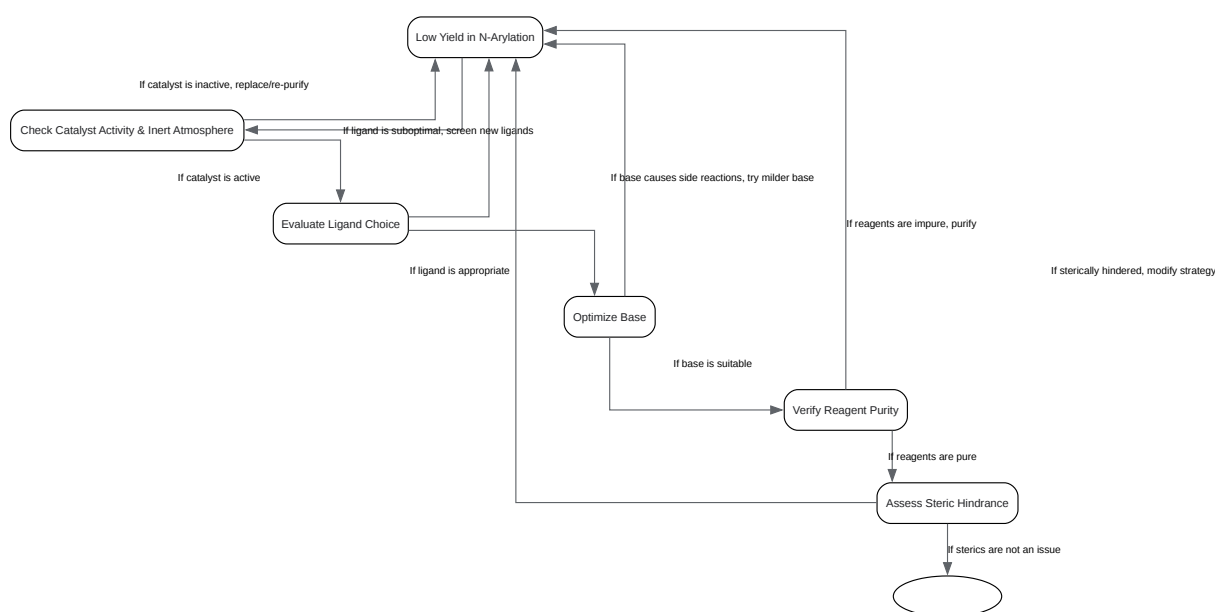 Low Yield in N-Arylation
If catalyst is inactive, replace/re-purify
Check Catalyst Activity & Inert Atmosphere
If ligand is suboptimal, screen new ligands
If catalyst is active
If base causes side reactions, try milder base
Evaluate Ligand Choice
If reagents are impure, purify
If ligand is appropriate
If sterically hindered, modify strategy
Optimize Base
If base is suitable
Verify Reagent Purity
If reagents are pure
Assess Steric Hindrance
If sterics are not an issue